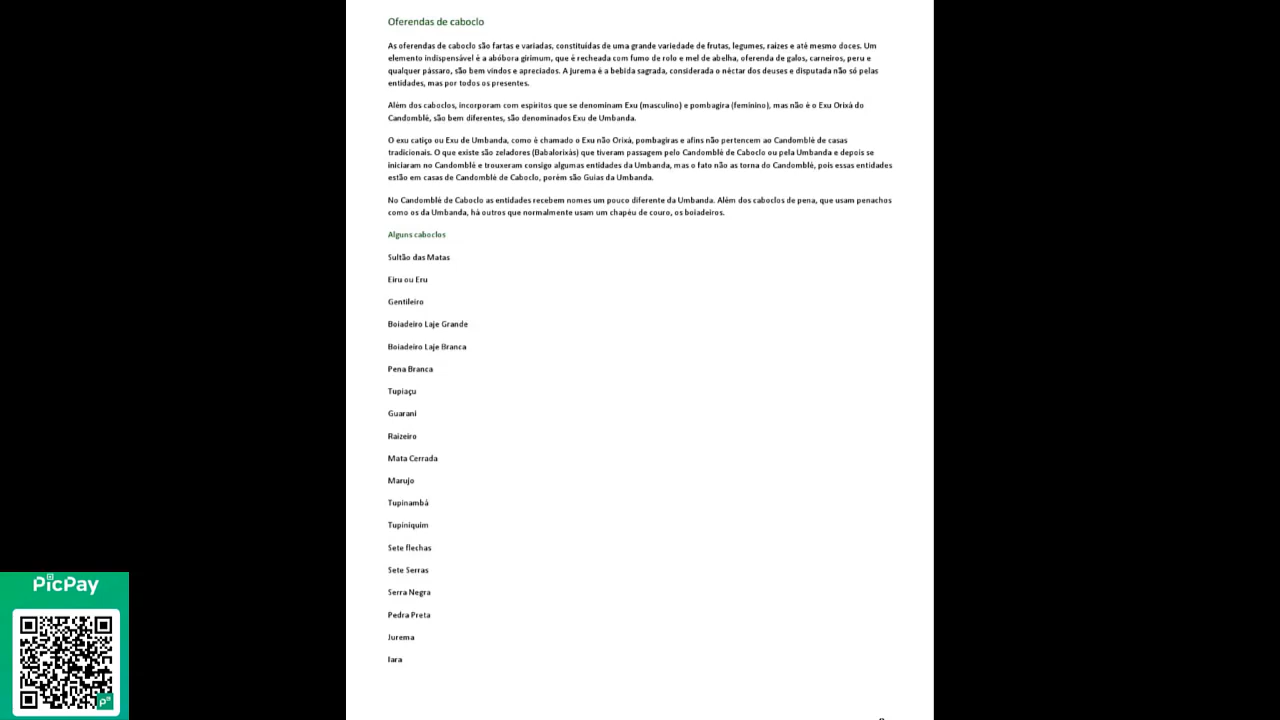 Oferendas de caboclo
As oferendas de caboclo são fartas e variadas, constituídas de uma grande variedade de frutas, legumes, raízes e até mesmo doces. Um
elemento indispensável é a abóbora girimum, que é recheada com fumo de rolo e mel de abelha, oferenda de galos, carneiros, peru e
qualquer pássaro, são bem vindos e apreciados. A jurema é a bebida sagrada, considerada o néctar dos deuses e disputada não só pelas
entidades, mas por todos os presentes.
Além dos caboclos, incorporam com espíritos que se denominam Exu (masculino) e pombagira (feminino), mas não é o Exu Orixá do
Candomblé, são bem diferentes, são denominados Exu de Umbanda.
O exu catiço ou Exu de Umbanda, como é chamado o Exu não Orixá, pombagiras e afins não pertencem ao Candomblé de casas
tradicionais. O que existe são zeladores (Babalorixás) que tiveram passagem pelo Candomblé de Caboclo ou pela Umbanda e depois se
iniciaram no Candomblé e trouxeram consigo algumas entidades da Umbanda, mas o fato não as torna do Candomblé, pois essas entidades
estão em casas de Candomblé de Caboclo, porém são Guias da Umbanda.
No Candomblé de Caboclo as entidades recebem nomes um pouco diferente da Umbanda. Além dos caboclos de pena, que usam penachos
como os da Umbanda, há outros que normalmente usam um chapéu de couro, os boiadeiros.
Alguns caboclos
Sultão das Matas
Eiru ou Eru
Gentileiro
Boiadeiro Laje Grande
Boiadeiro Laje Branca
Pena Branca
Tupiaçu
Guarani
Raizeiro
Mata Cerrada
Marujo
Tupinambá
Tupiniquim
Sete flechas
Sete Serras
Serra Negra
Pedra Preta
Jurema
Iara
PicPay